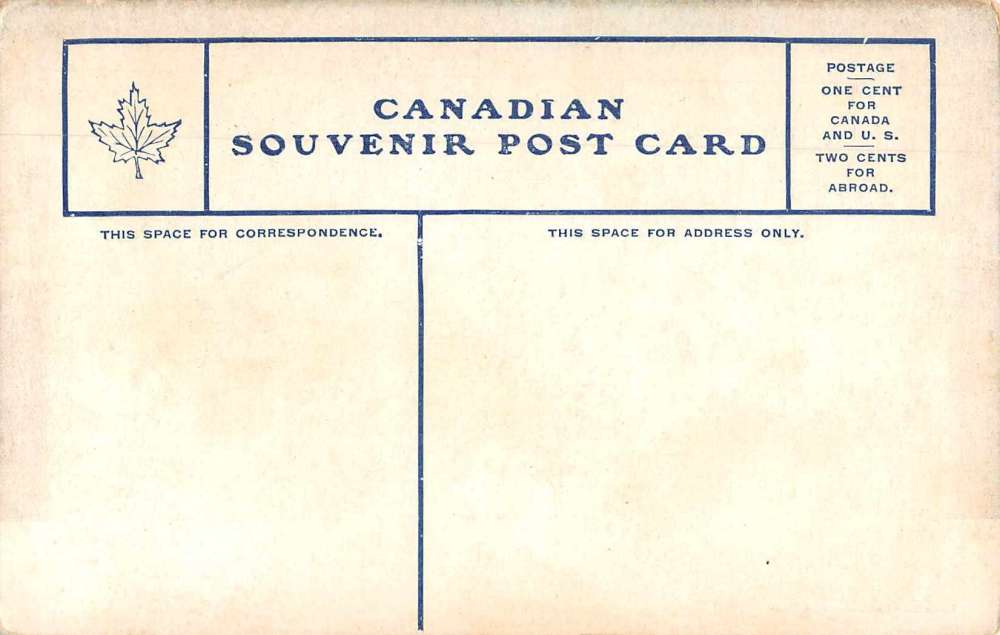 CANADIAN
SOUVENIR POST CARD
POSTAGE
ONE CENT
FOR
CANADA
AND U. S.
TWO CENTS
FOR
ABROAD.
THIS SPACE FOR CORRESPONDENCE.
THIS SPACE FOR ADDRESS ONLY.